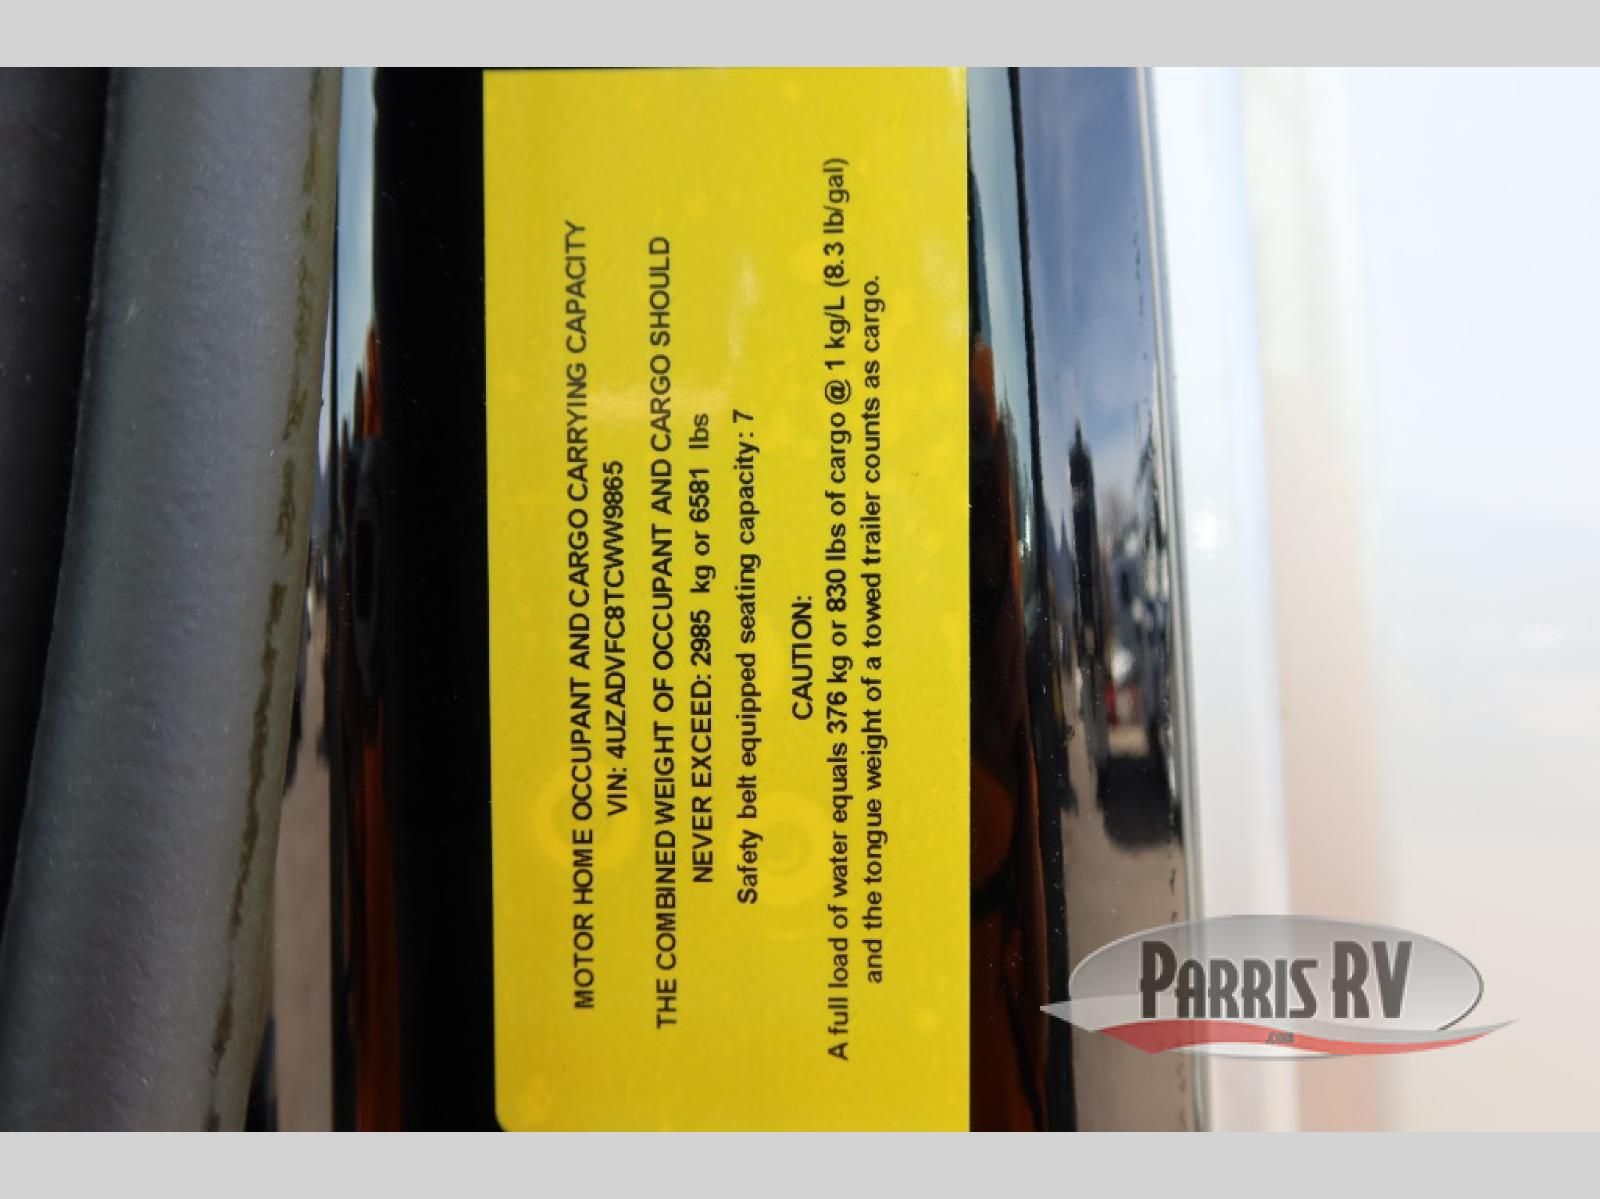 MOTOR HOME OCCUPANT AND CARGO CARRYING CAPACITY
VIN: 4UZADVFC8TCWW9865
THE COMBINED WEIGHT OF OCCUPANT AND CARGO SHOULD
NEVER EXCEED: 2985 kg or 6581 lbs
Safety belt equipped seating capacity: 7
CAUTION:
A full load of water equals 376 kg or 830 lbs of cargo @ 1 kg/L (8.3 lb/gal)
and the tongue weight of a towed trailer counts as cargo.
PARRIS RV
.COM